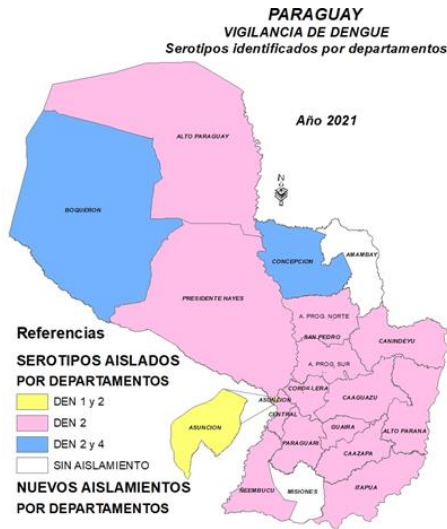 PARAGUAY
VIGILANCIA DE DENGUE
Serotipos identificados por departamentos
Año 2021
ALTO PARAGUAY
N
BOQUERON
CONCEPCION
AMAMBAY
PRESIDENTE HAYES
A. PROG. NORTE
SAN PEDRO
CANINDEYU
A. PROG. SUR
CORDILLERA
ASUNCION
CAAGUAZU
CENTRAL
ASUNCION
GUAIRA
ALTO PARANA
PARAGUARI
CAAZAPA
ÑEEMBUCU
MISIONES
ITAPUA
Referencias
SEROTIPOS AISLADOS
POR DEPARTAMENTOS
DEN 1 y 2
DEN 2
DEN 2 y 4
SIN AISLAMIENTO
NUEVOS AISLAMIENTOS
POR DEPARTAMENTOS